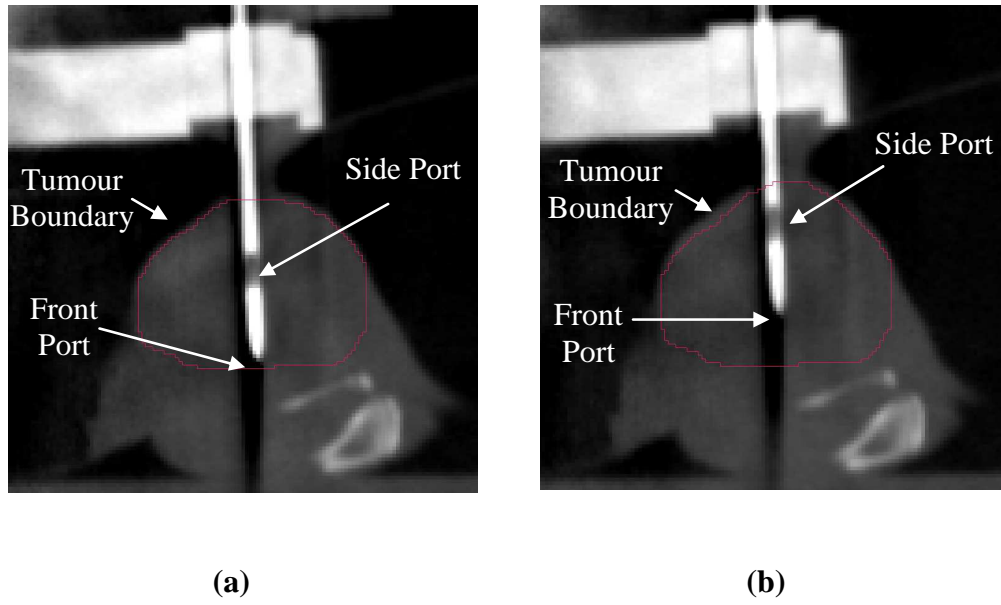 Side Port
Tumour
Boundary
Front
Port
Side Port
Tumour
Boundary
Front
Port
(a)
(b)